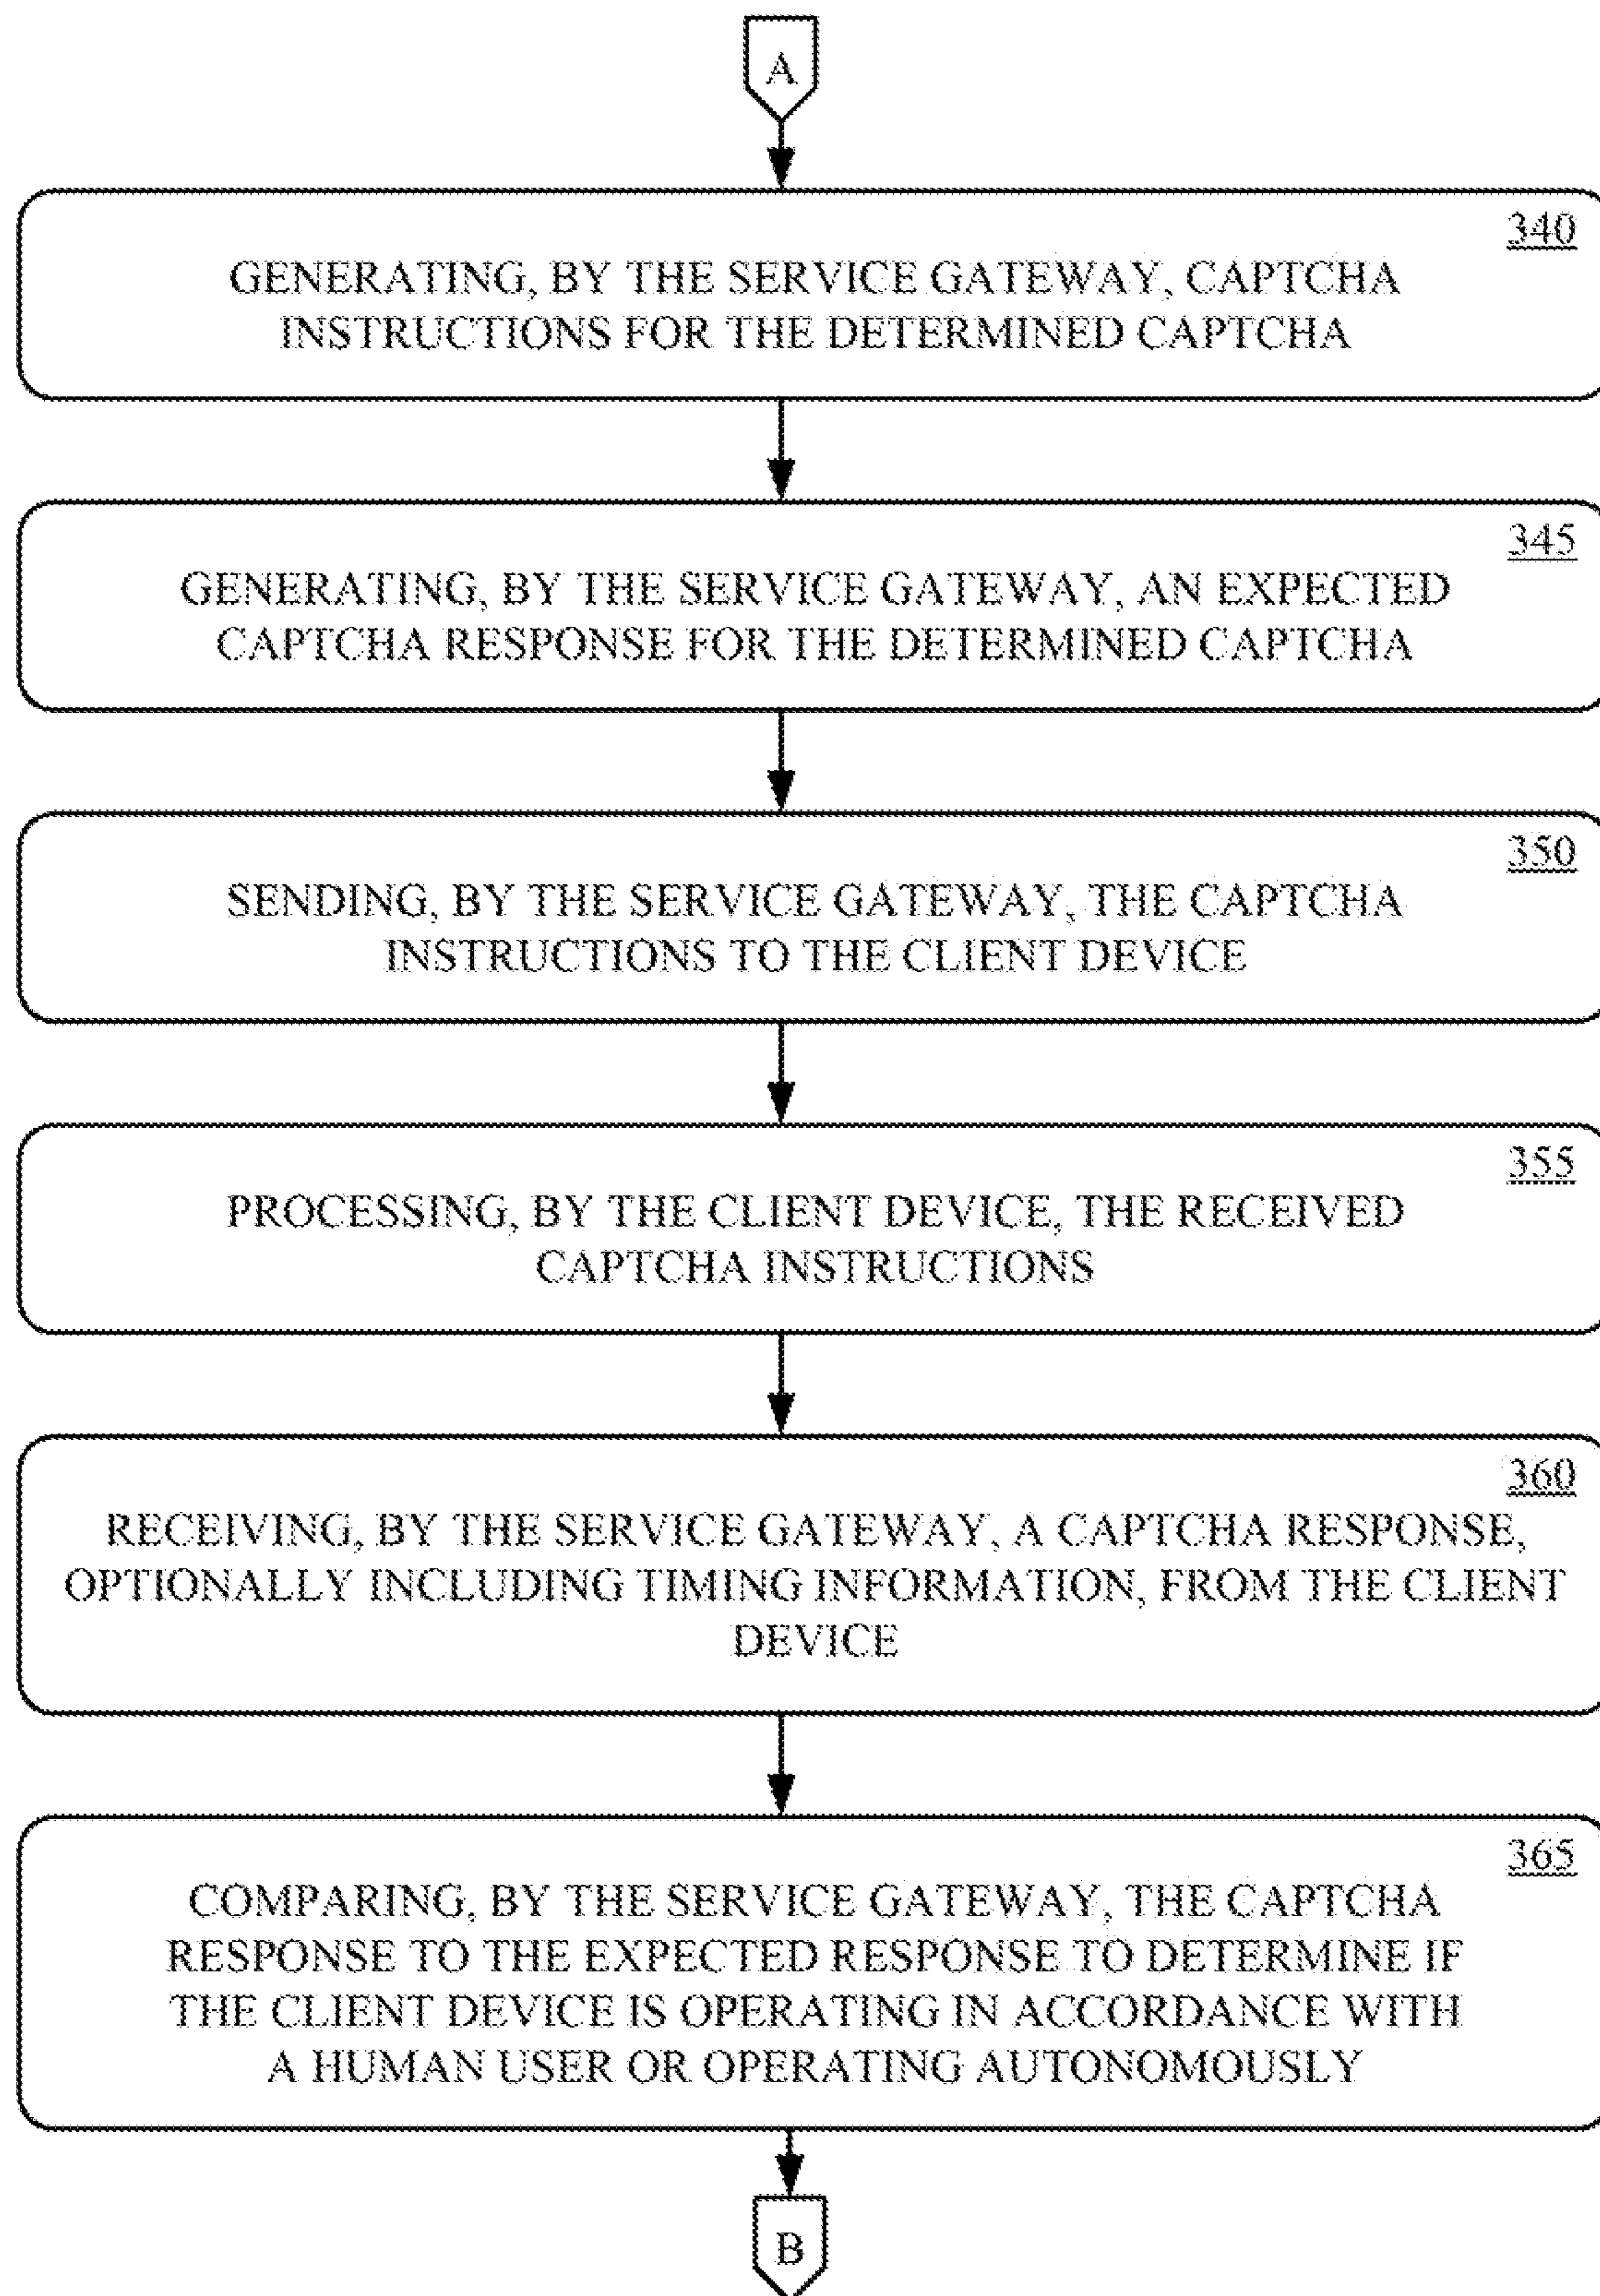 A
340
GENERATING, BY THE SERVICE GATEWAY, CAPTCHA
INSTRUCTIONS FOR THE DETERMINED CAPTCHA
345
GENERATING, BY THE SERVICE GATEWAY, AN EXPECTED
CAPTCHA RESPONSE FOR THE DETERMINED CAPTCHA
350
SENDING, BY THE SERVICE GATEWAY, THE CAPTCHA
INSTRUCTIONS TO THE CLIENT DEVICE
355
PROCESSING, BY THE CLIENT DEVICE, THE RECEIVED
CAPTCHA INSTRUCTIONS
360
RECEIVING, BY THE SERVICE GATEWAY, A CAPTCHA RESPONSE,
OPTIONALLY INCLUDING TIMING INFORMATION, FROM THE CLIENT
DEVICE
365
COMPARING, BY THE SERVICE GATEWAY, THE CAPTCHA
RESPONSE TO THE EXPECTED RESPONSE TO DETERMINE IF
THE CLIENT DEVICE IS OPERATING IN ACCORDANCE WITH
A HUMAN USER OR OPERATING AUTONOMOUSLY
B